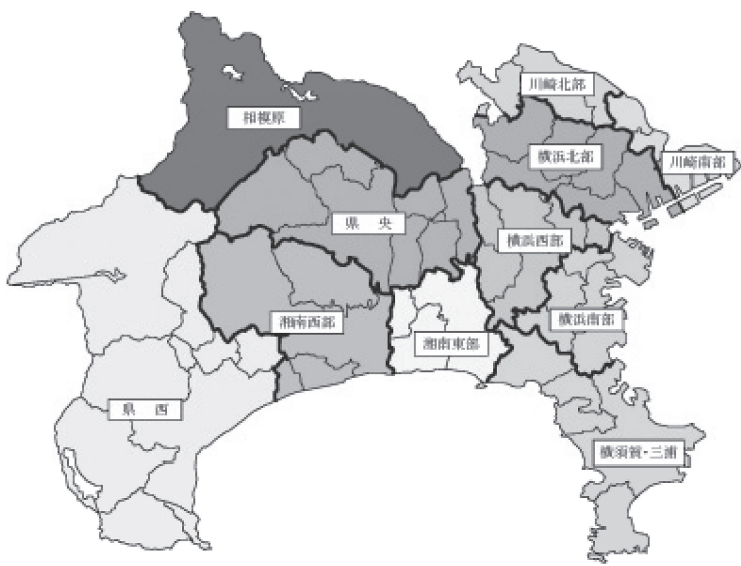 川崎北部
相模原
横浜北部
川崎南部
県央
横浜西部
湘南西部
横浜南部
湘南東部
県西
横須賀・三浦